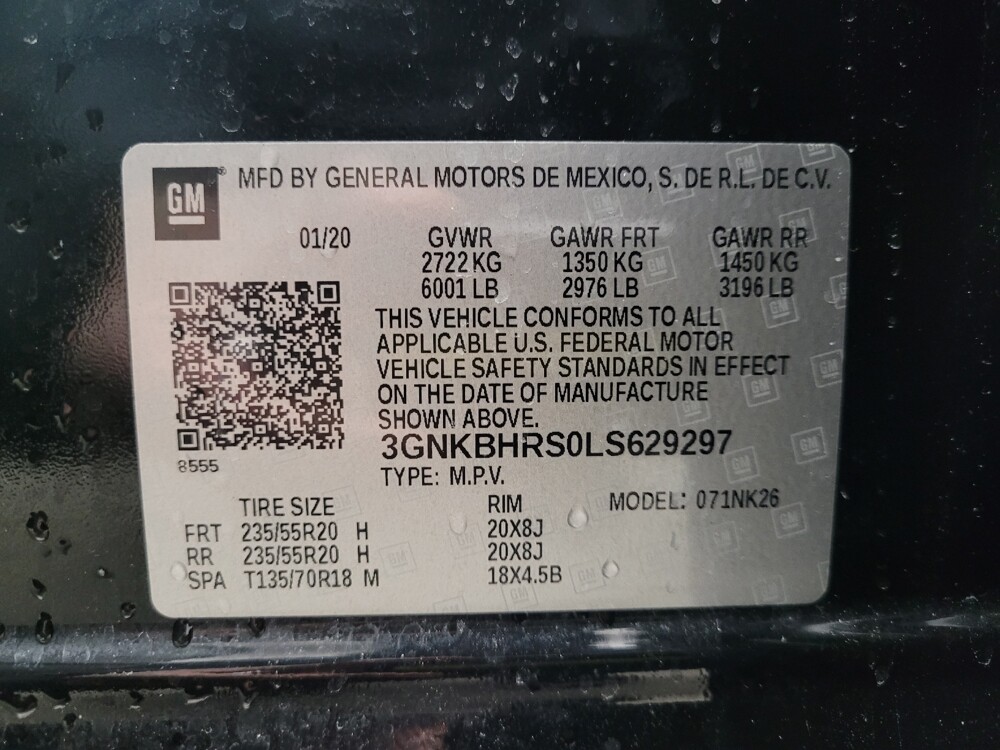 GM® MFD BY GENERAL MOTORS DE MEXICO, S. DE R.L. DE C.V.
01/20 GVWR GAWR FRT GAWR RR
2722 KG 1350 KG 1450 KG
6001 LB 2976 LB 3196 LB
THIS VEHICLE CONFORMS TO ALL
APPLICABLE U.S. FEDERAL MOTOR
VEHICLE SAFETY STANDARDS IN EFFECT
ON THE DATE OF MANUFACTURE
SHOWN ABOVE.
3GNKBHRS0LS629297
8555
TYPE: M.P.V.
TIRE SIZE RIM MODEL: 071NK26
FRT 235/55R20 H 20X8J
RR 235/55R20 H 20X8J
SPA T135/70R18 M 18X4.5B